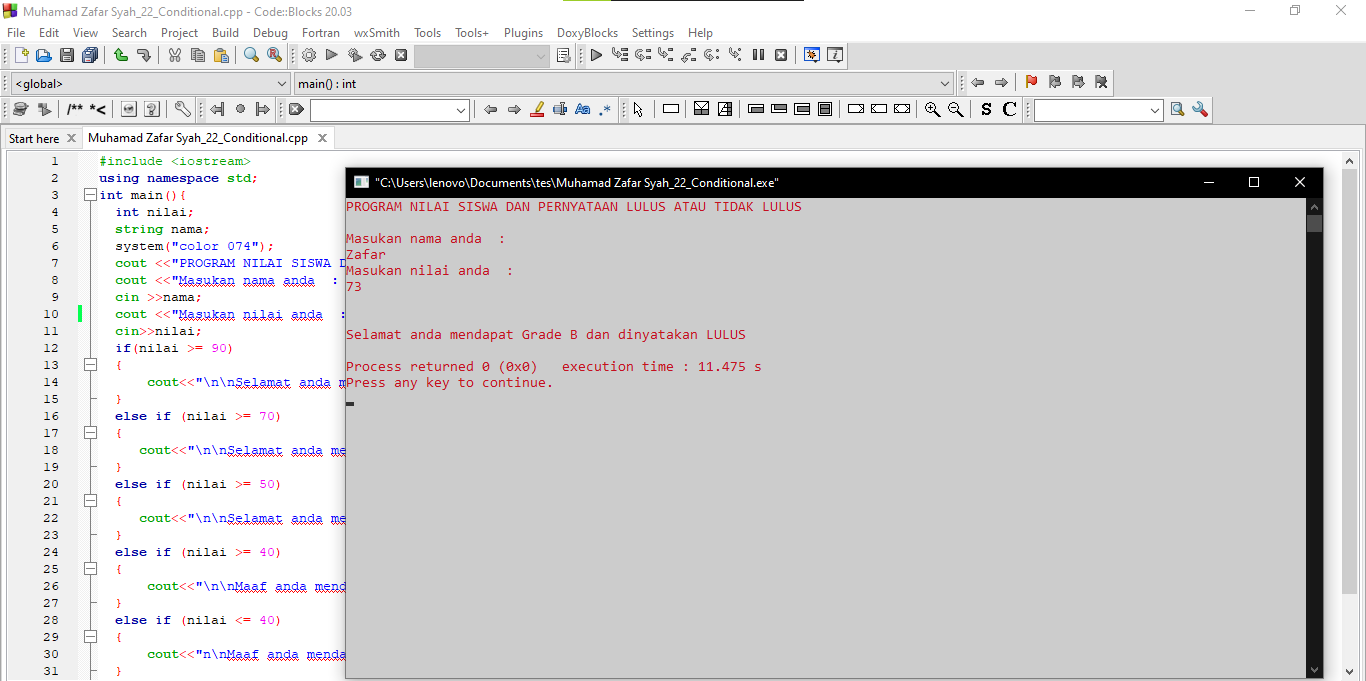 Muhamad Zafar Syah_22_Conditional.cpp - Code::Blocks 20.03
File Edit View Search Project Build Debug Fortran wxSmith Tools Tools+ Plugins DoxyBlocks Settings Help
<global> main() : int
/** *< Aa .* S C
Start here Muhamad Zafar Syah_22_Conditional.cpp
1 #include <iostream>
2 using namespace std;
3 int main(){
4 int nilai;
5 string nama;
6 system("color 074");
7 cout <<"PROGRAM NILAI SISWA D
8 cout <<"Masukan nama anda :
9 cin >>nama;
10 cout <<"Masukan nilai anda :
11 cin>>nilai;
12 if(nilai >= 90)
13 {
14 cout<<"\n\nSelamat anda m
15 }
16 else if (nilai >= 70)
17 {
18 cout<<"\n\nSelamat anda me
19 }
20 else if (nilai >= 50)
21 {
22 cout<<"\n\nSelamat anda me
23 }
24 else if (nilai >= 40)
25 {
26 cout<<"\n\nMaaf anda mend
27 }
28 else if (nilai <= 40)
29 {
30 cout<<"n\nMaaf anda menda
31 }
"C:\Users\lenovo\Documents\tes\Muhamad Zafar Syah_22_Conditional.exe"
PROGRAM NILAI SISWA DAN PERNYATAAN LULUS ATAU TIDAK LULUS
Masukan nama anda :
Zafar
Masukan nilai anda :
73
Selamat anda mendapat Grade B dan dinyatakan LULUS
Process returned 0 (0x0) execution time : 11.475 s
Press any key to continue.